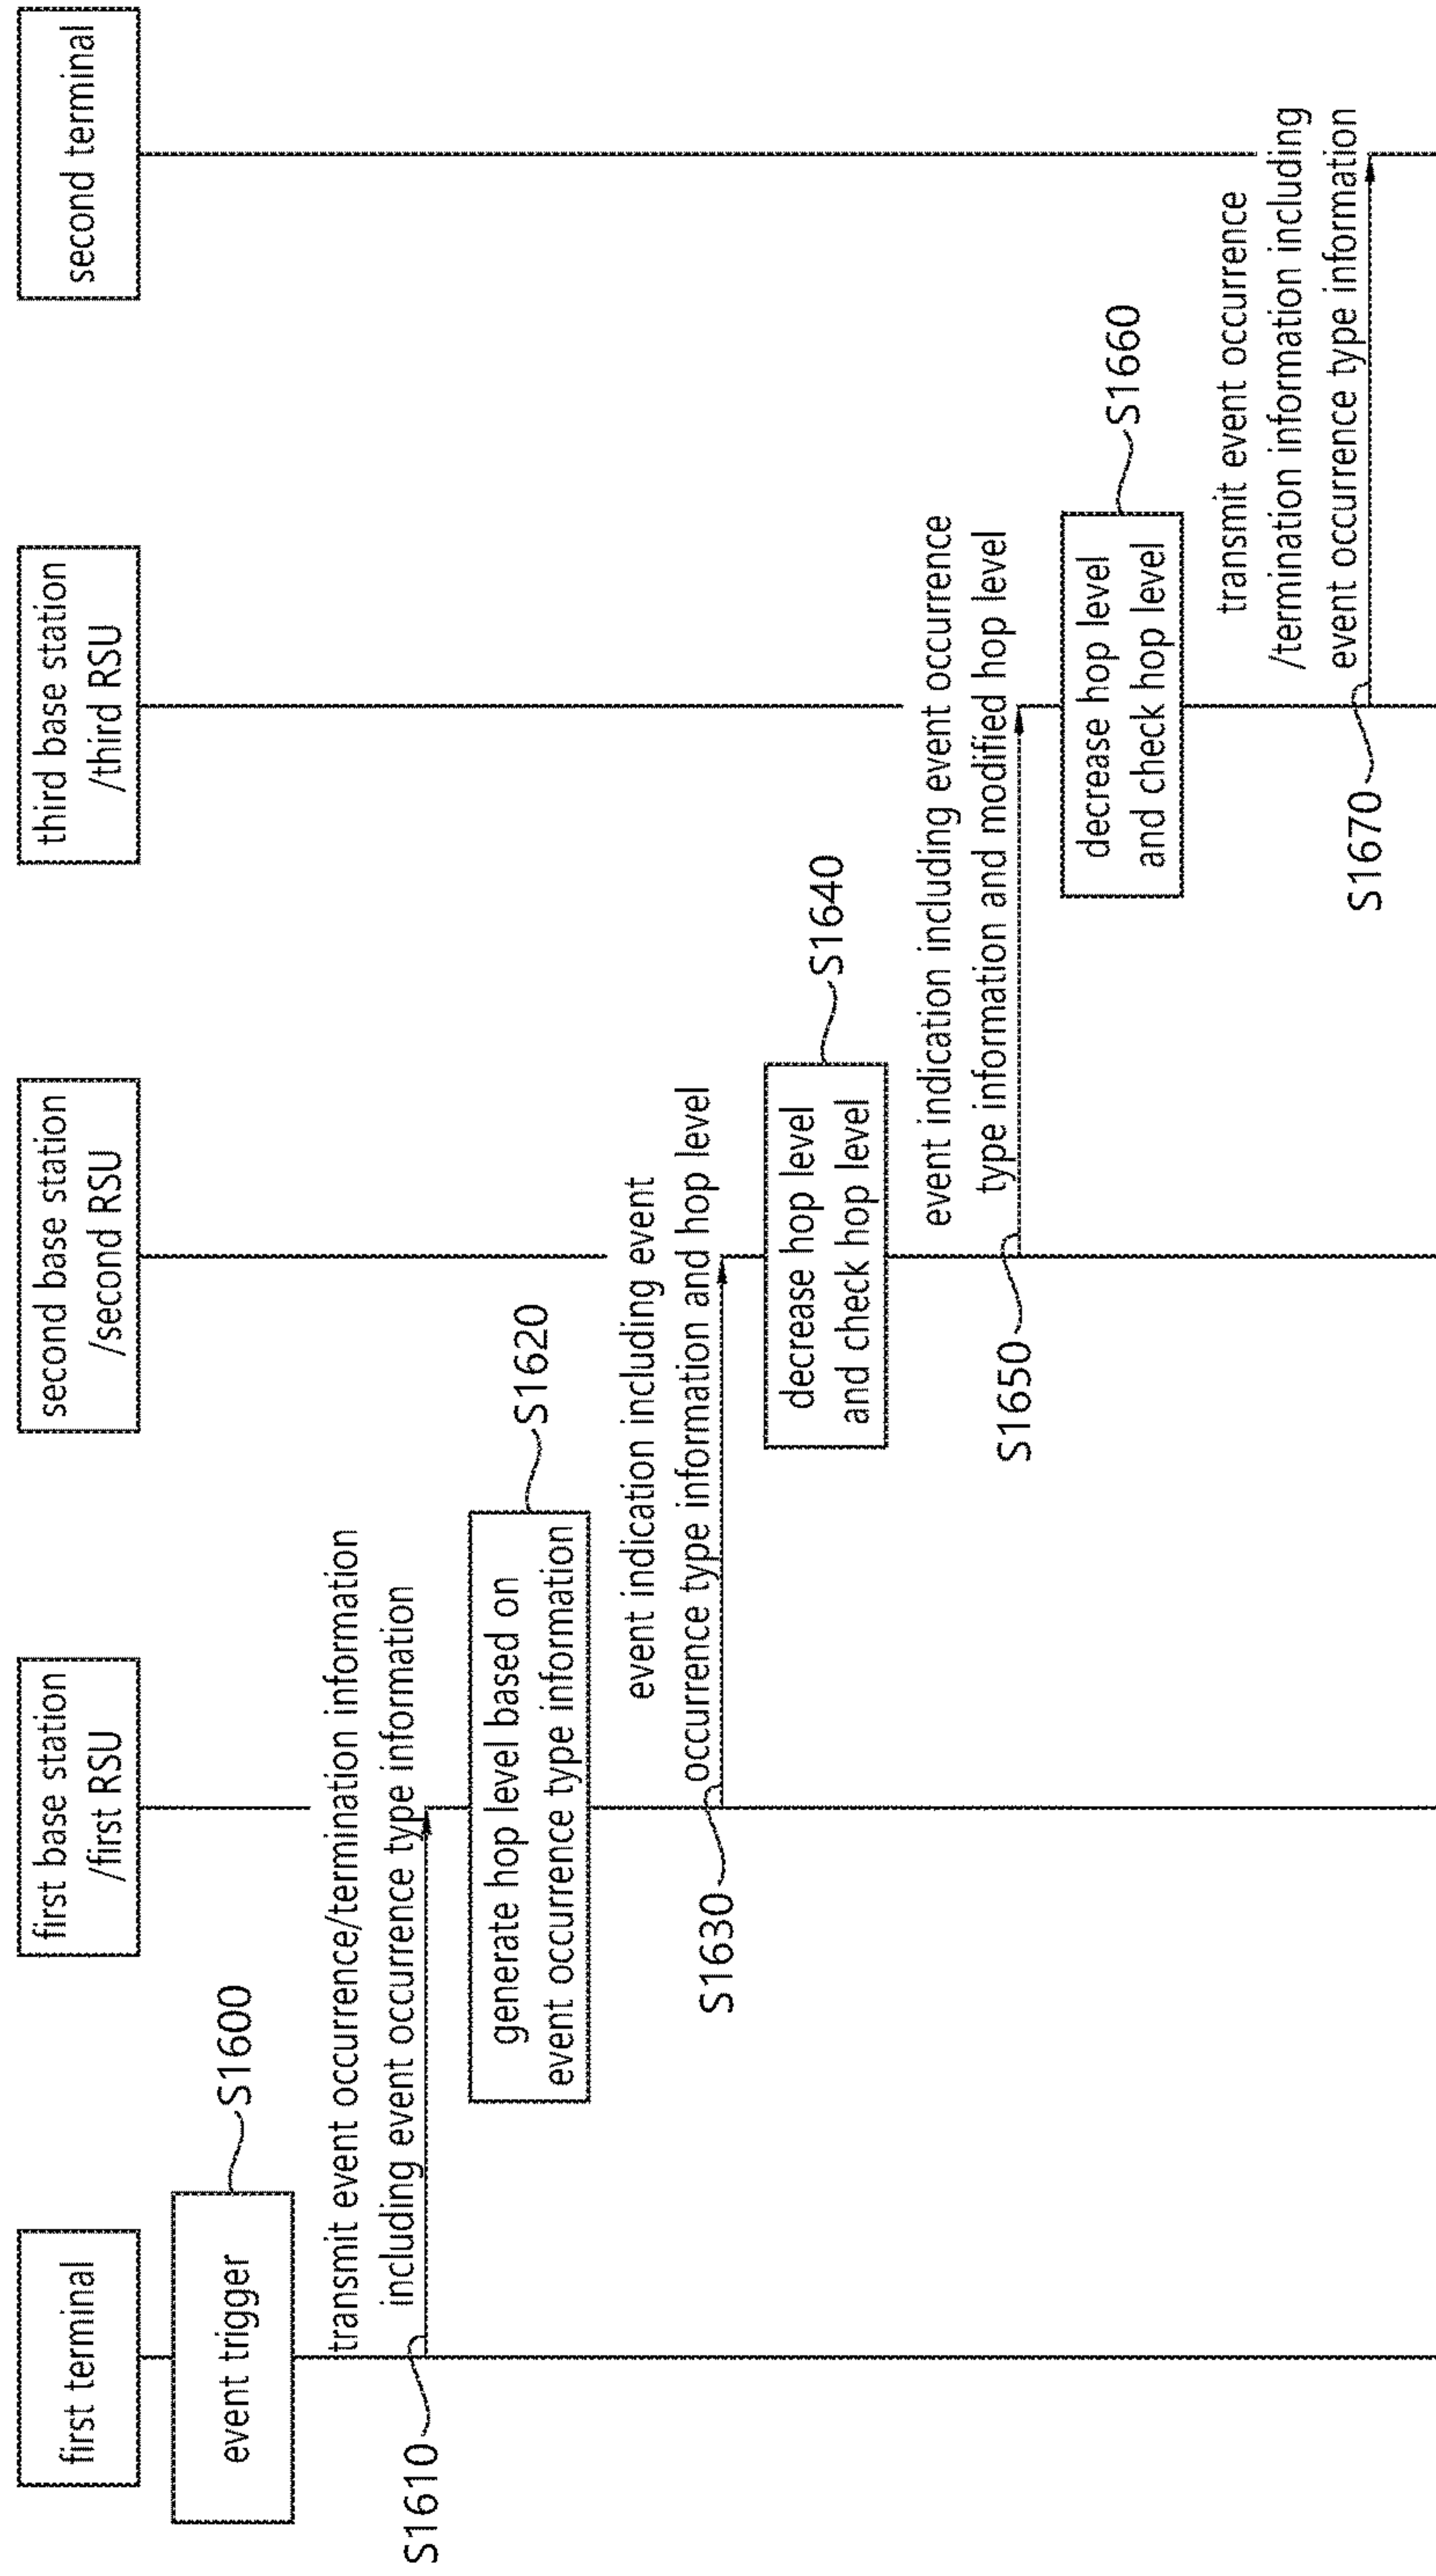 first terminal
first base station
/first RSU
second base station
/second RSU
third base station
/third RSU
second terminal
event trigger
S1600
transmit event occurrence/termination information
including event occurrence type information
S1610
generate hop level based on
event occurrence type information
S1620
event indication including event
occurrence type information and hop level
S1630
decrease hop level
and check hop level
S1640
event indication including event occurrence
type information and modified hop level
S1650
decrease hop level
and check hop level
S1660
transmit event occurrence
/termination information including
event occurrence type information
S1670